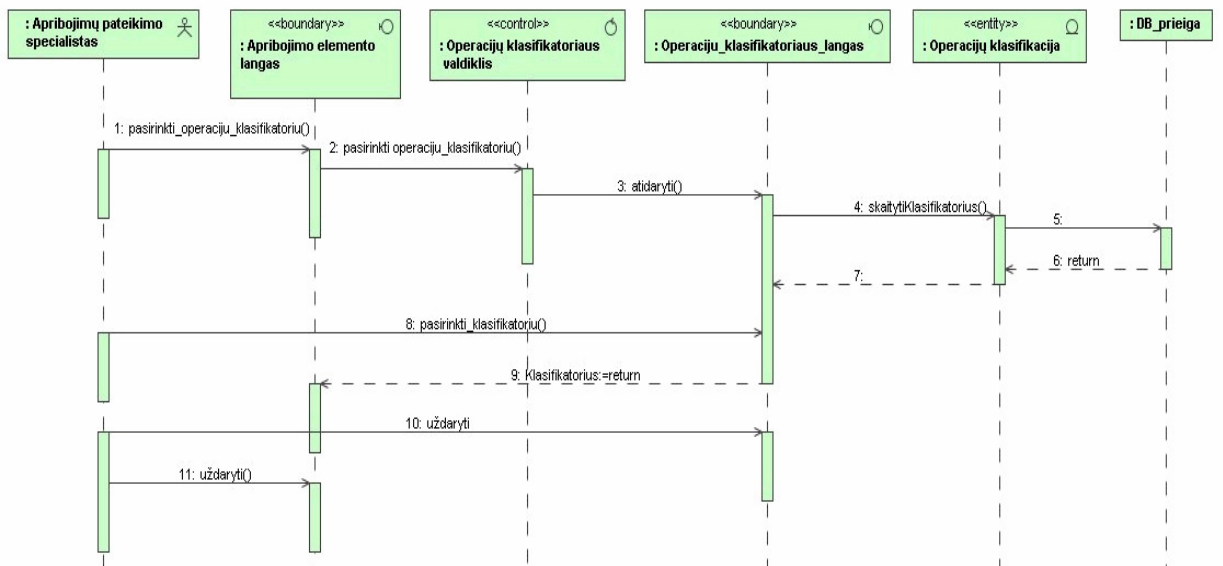 : Apribojimų pateikimo
specialistas
<<boundary>>
: Apribojimo elemento
langas
<<control>>
: Operacijų klasifikatoriaus
valdiklis
<<boundary>>
: Operaciju_klasifikatoriaus_langas
<<entity>>
: Operacijų klasifikacija
: DB_prieiga
1: pasirinkti_operaciju_klasifikatoriu()
2: pasirinkti operaciju_klasifikatoriu()
3: atidaryti()
4: skaitytiKlasifikatorius()
5:
6: return
7:
8: pasirinkti_klasifikatoriu()
9: Klasifikatorius:=return
10: uždaryti
11: uždaryti()